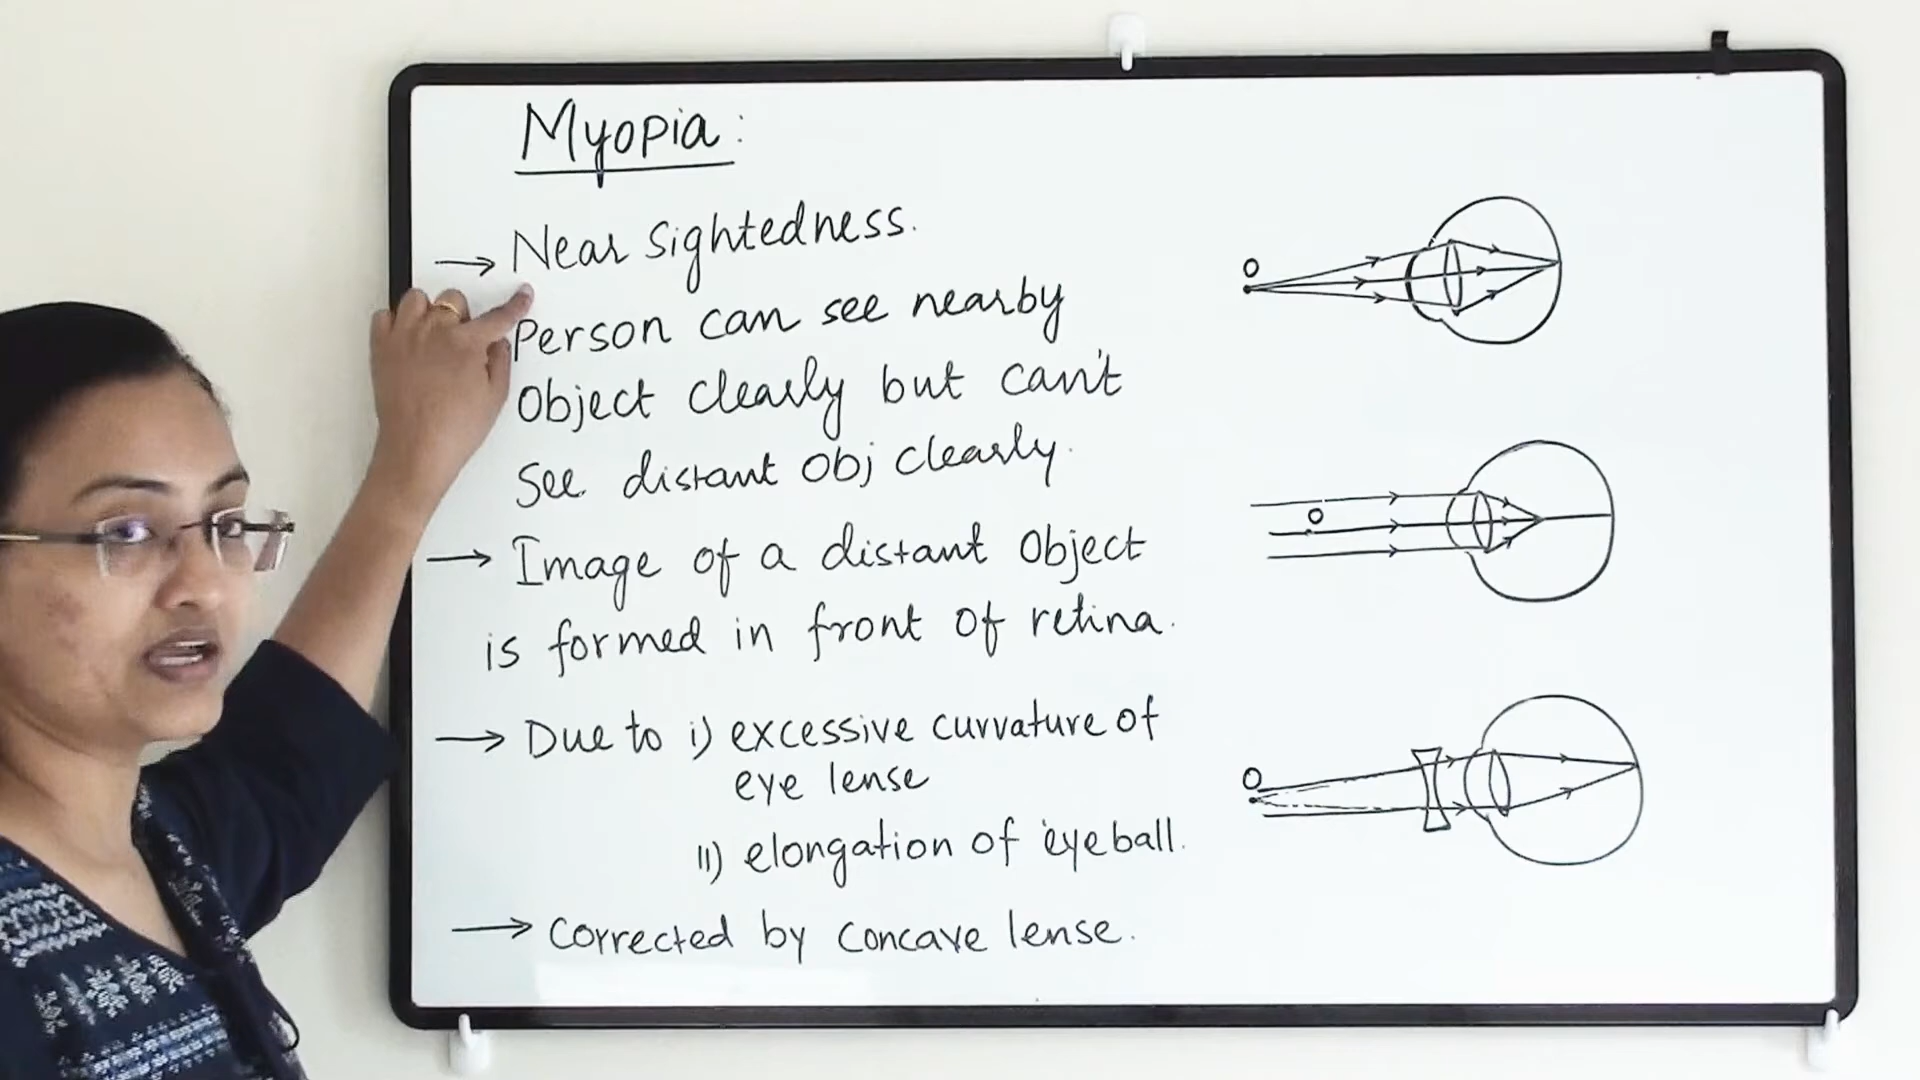 Myopia:
→ Near Sightedness.
Person can see nearby
Object clearly but can't
See distant Obj clearly.
→ Image of a distant Object
is formed in front of retina.
→ Due to i) excessive curvature of
eye lense
ii) elongation of eyeball.
→ Corrected by Concave lense.
O
O
O